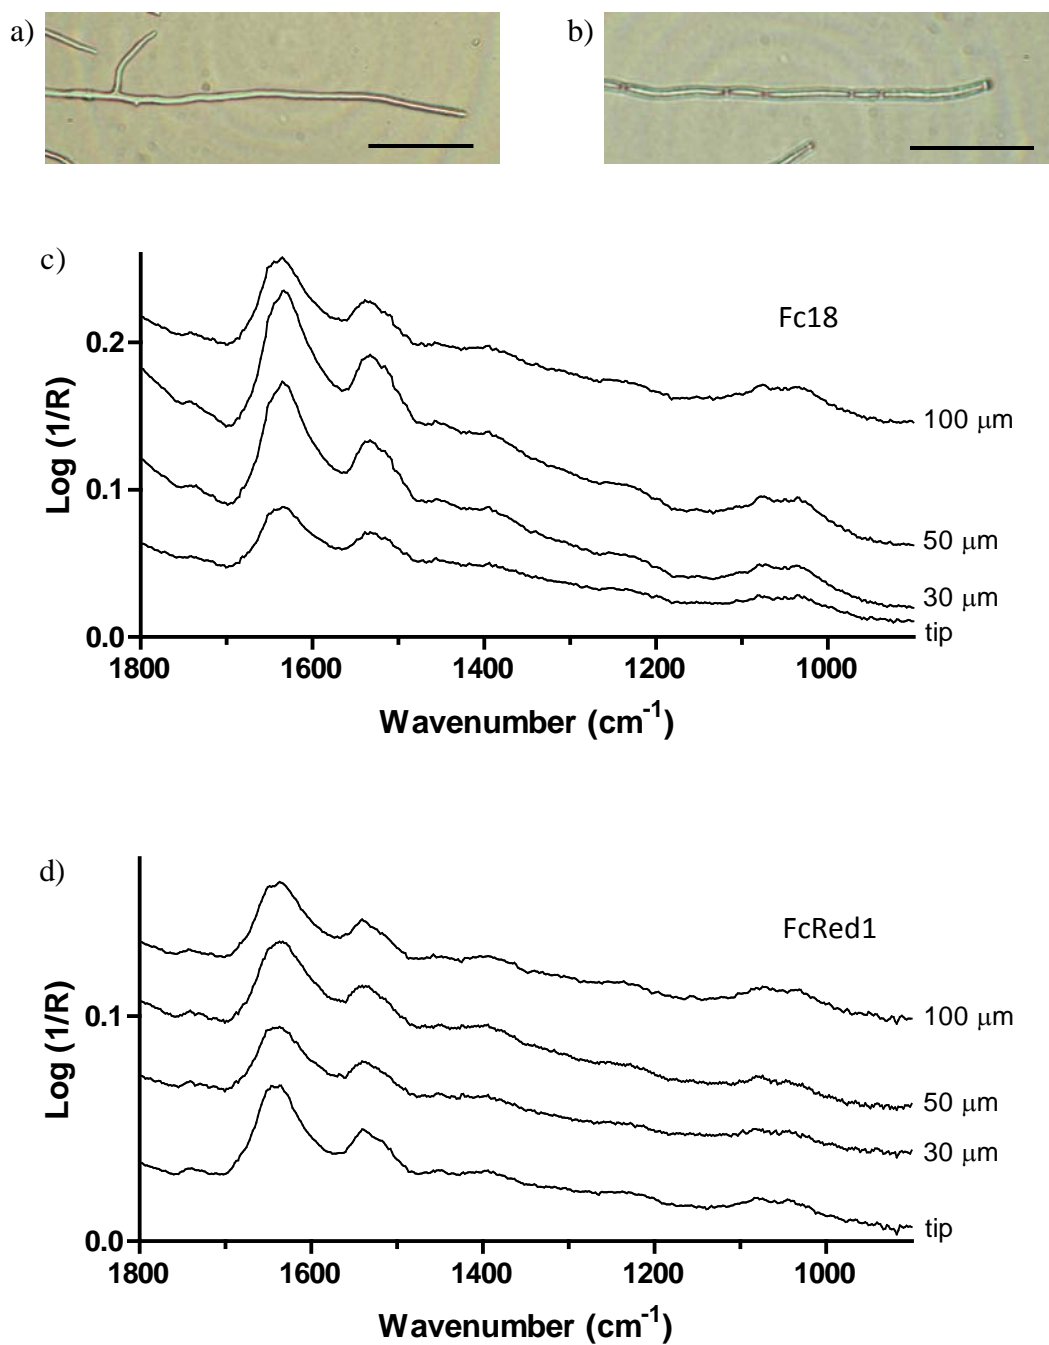 a)
b)
c)
Fc18
0.2
0.1
0.0
Log (1/R)
100 μm
50 μm
30 μm
tip
1800 1600 1400 1200 1000
Wavenumber (cm-1)
d)
FcRed1
0.1
0.0
Log (1/R)
100 μm
50 μm
30 μm
tip
1800 1600 1400 1200 1000
Wavenumber (cm-1)